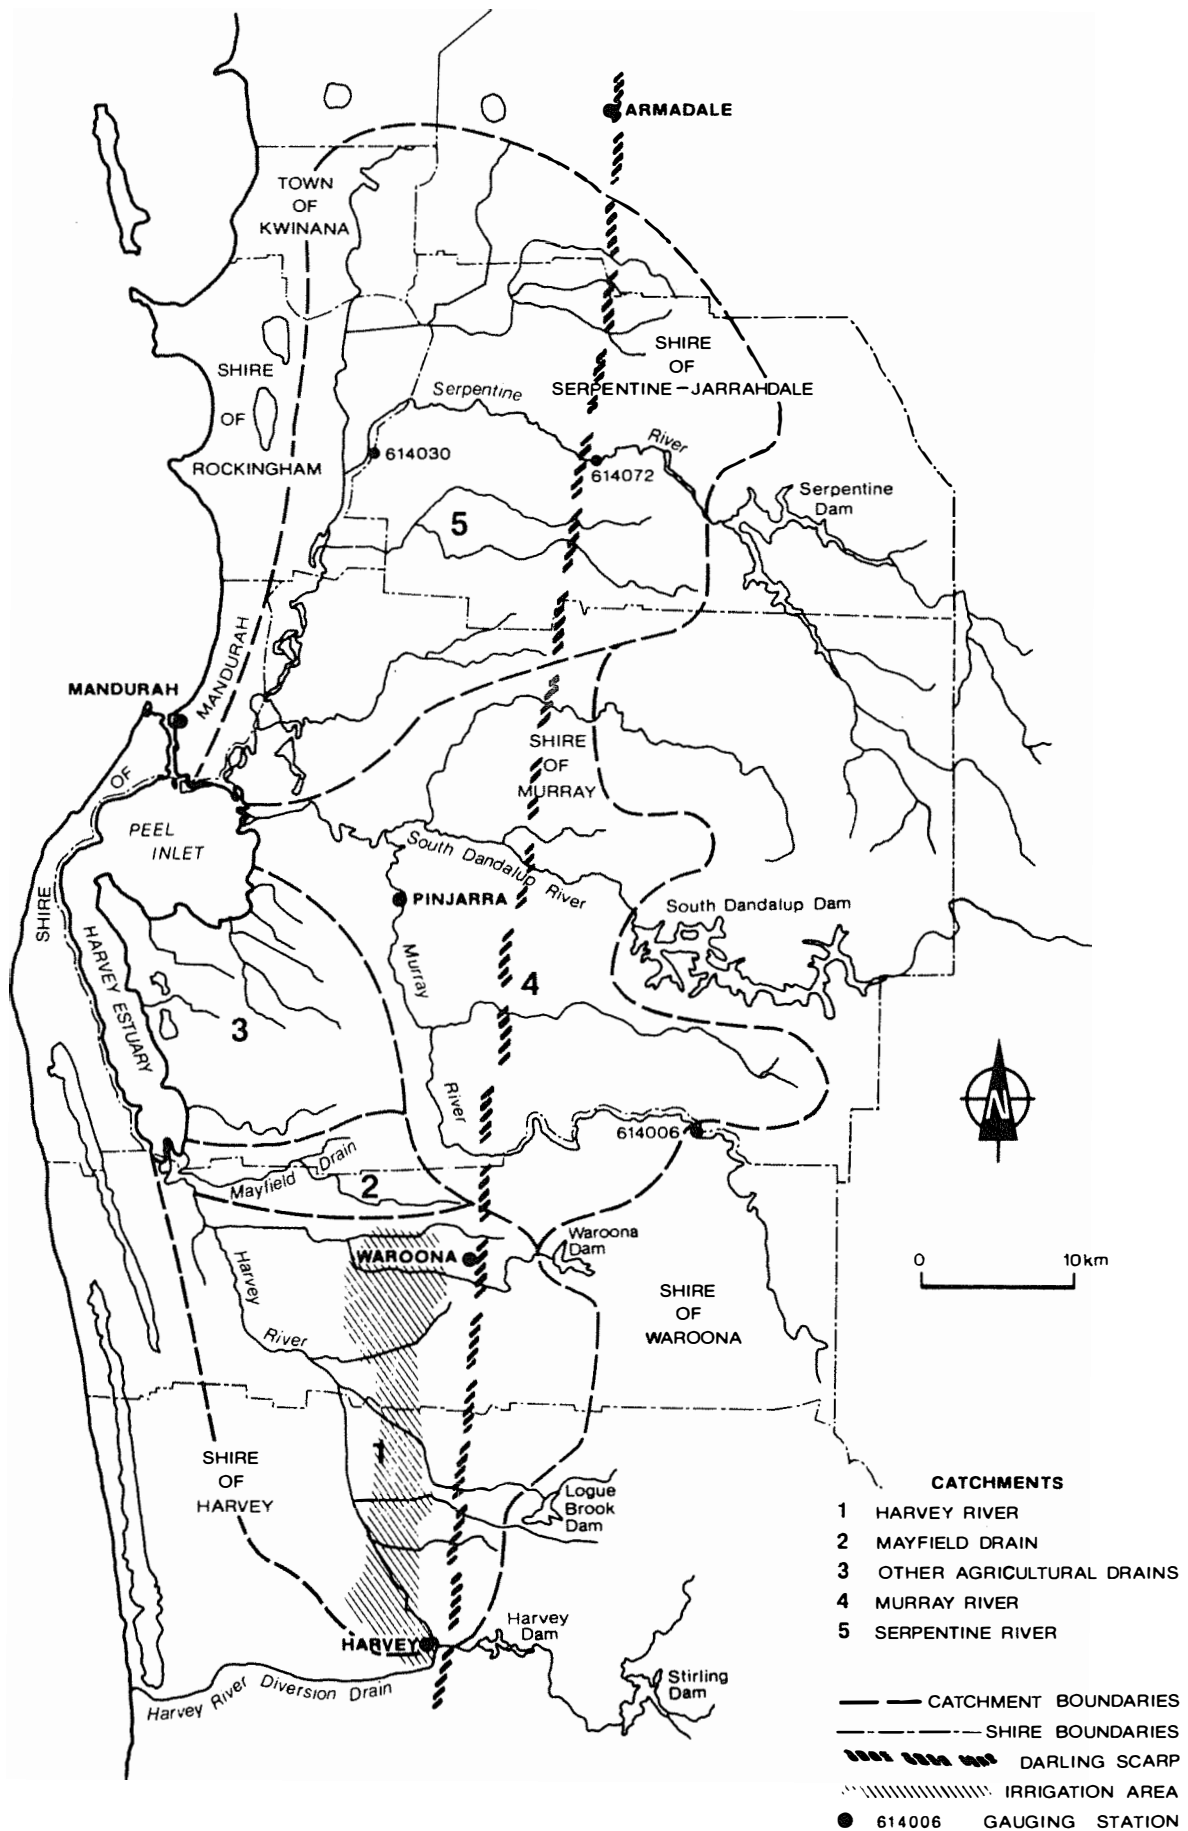 ARMADALE
TOWN
OF
KWINANA
SHIRE
OF
SERPENTINE-JARRAHDALE
SHIRE
OF
ROCKINGHAM
Serpentine
River
614030
614072
Serpentine
Dam
5
MANDURAH
SHIRE OF MANDURAH
SHIRE
OF
MURRAY
PEEL
INLET
South Dandalup River
PINJARRA
South Dandalup Dam
HARVEY ESTUARY
Murray
River
4
3
N
614006
Mayfield Drain
2
Waroona
Dam
WAROONA
0 10km
Harvey
River
SHIRE
OF
WAROONA
1
SHIRE
OF
HARVEY
Logue
Brook
Dam
Harvey
Dam
HARVEY
Stirling
Dam
Harvey River Diversion Drain
CATCHMENTS
1 HARVEY RIVER
2 MAYFIELD DRAIN
3 OTHER AGRICULTURAL DRAINS
4 MURRAY RIVER
5 SERPENTINE RIVER
CATCHMENT BOUNDARIES
SHIRE BOUNDARIES
DARLING SCARP
IRRIGATION AREA
614006 GAUGING STATION